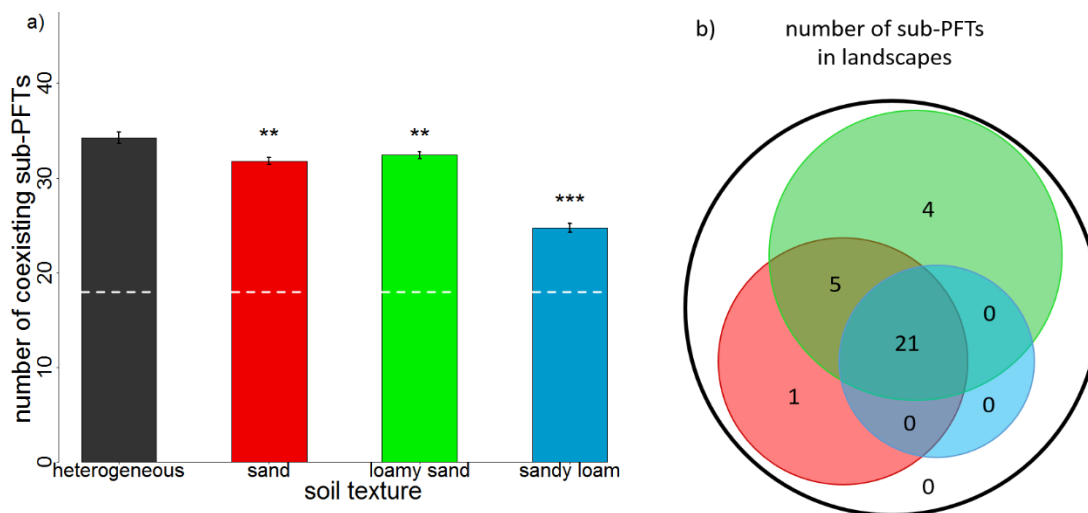 a)
number of coexisting sub-PFTs
40
30
20
10
0
**
**
***
heterogeneous
sand
loamy sand
sandy loam
soil texture
b)
number of sub-PFTs
in landscapes
4
5
0
21
1
0
0
0